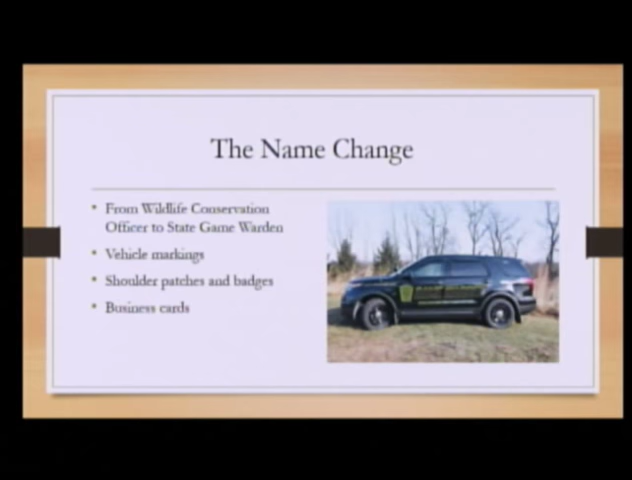 The Name Change
• From Wildlife Conservation
Officer to State Game Warden
• Vehicle markings
• Shoulder patches and badges
• Business cards